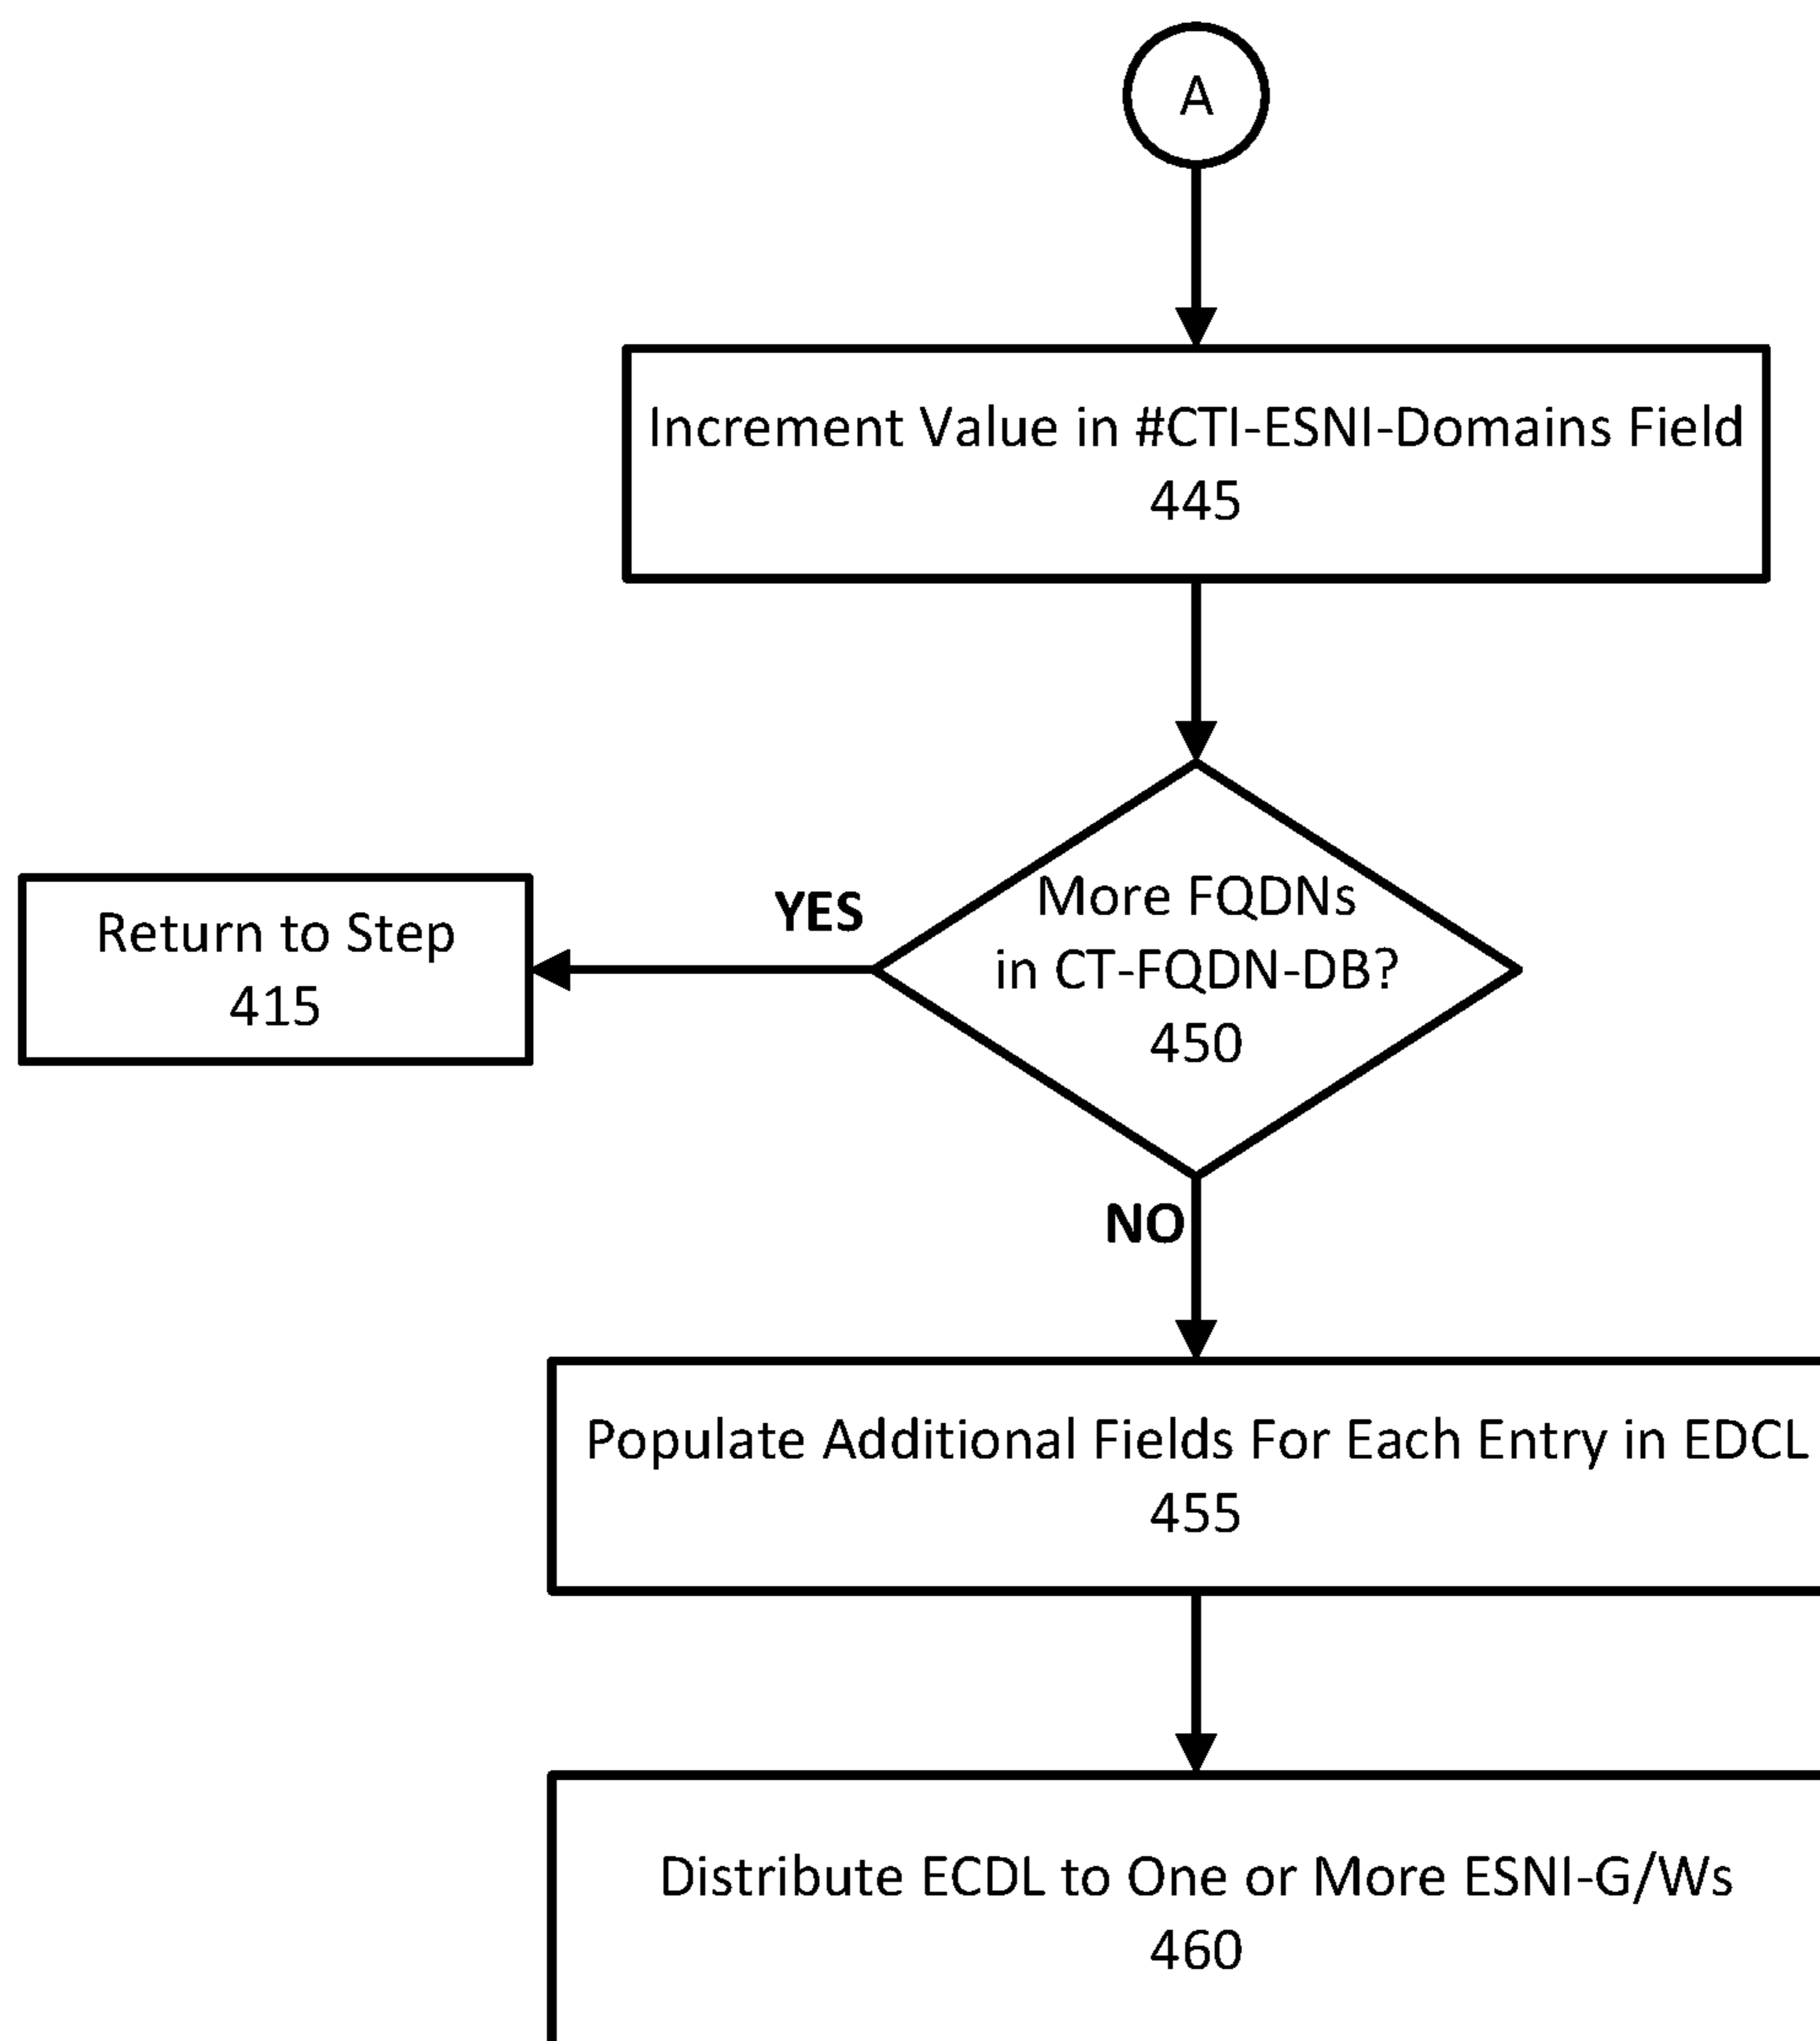 A
Increment Value in #CTI-ESNI-Domains Field
445
More FQDNs
in CT-FQDN-DB?
450
YES
Return to Step
415
NO
Populate Additional Fields For Each Entry in EDCL
455
Distribute ECDL to One or More ESNI-G/Ws
460